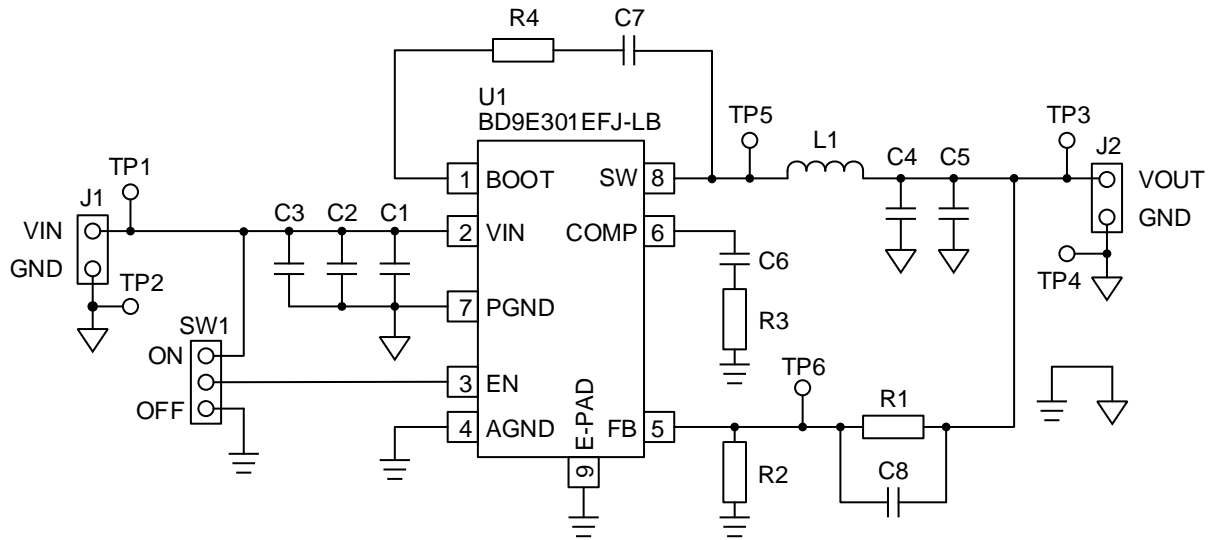 R4
C7
U1
BD9E301EFJ-LB
TP5
L1
TP3
J2
TP1
J1
C3
C2
C1
1
BOOT
SW
8
C4
C5
VOUT
VIN
2
VIN
COMP
6
GND
GND
TP2
C6
TP4
SW1
7
PGND
R3
ON
TP6
3
EN
E-PAD
R1
OFF
4
AGND
FB
5
9
R2
C8